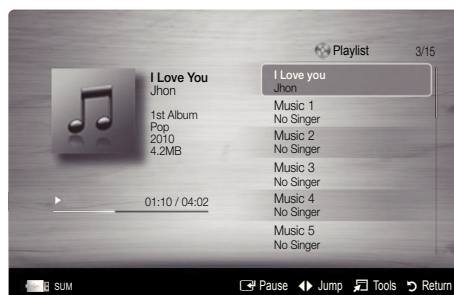 Playlist 3/15
I Love You
Jhon
1st Album
Pop
2010
4.2MB
01:10 / 04:02
I Love you
Jhon
Music 1
No Singer
Music 2
No Singer
Music 3
No Singer
Music 4
No Singer
Music 5
No Singer
SUM Pause Jump Tools Return